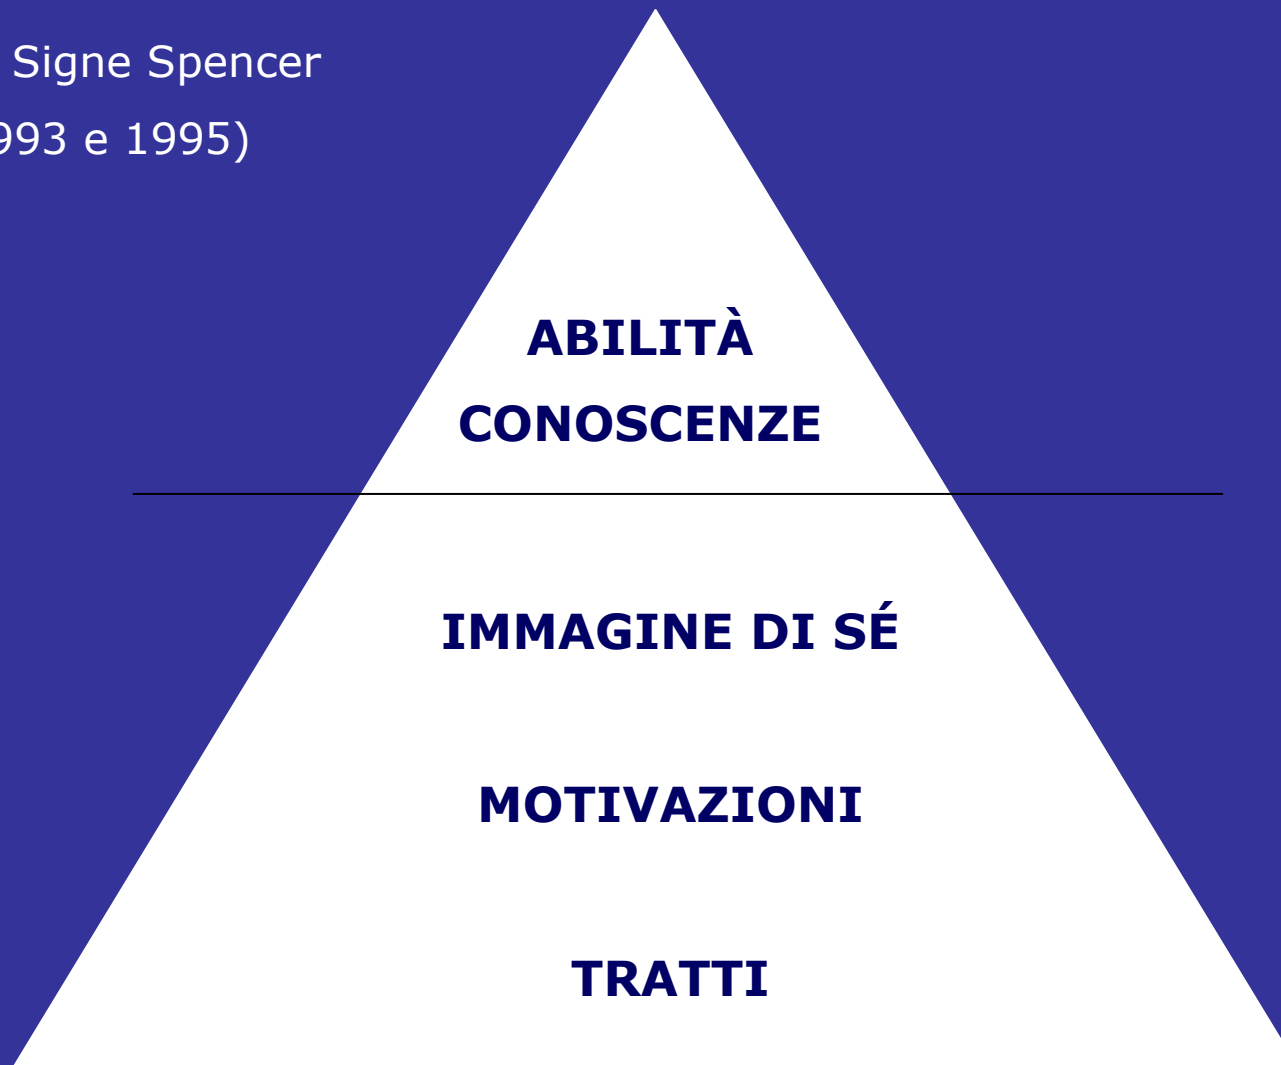 Signe Spencer
993 e 1995)
ABILITÀ
CONOSCENZE
IMMAGINE DI SÉ
MOTIVAZIONI
TRATTI